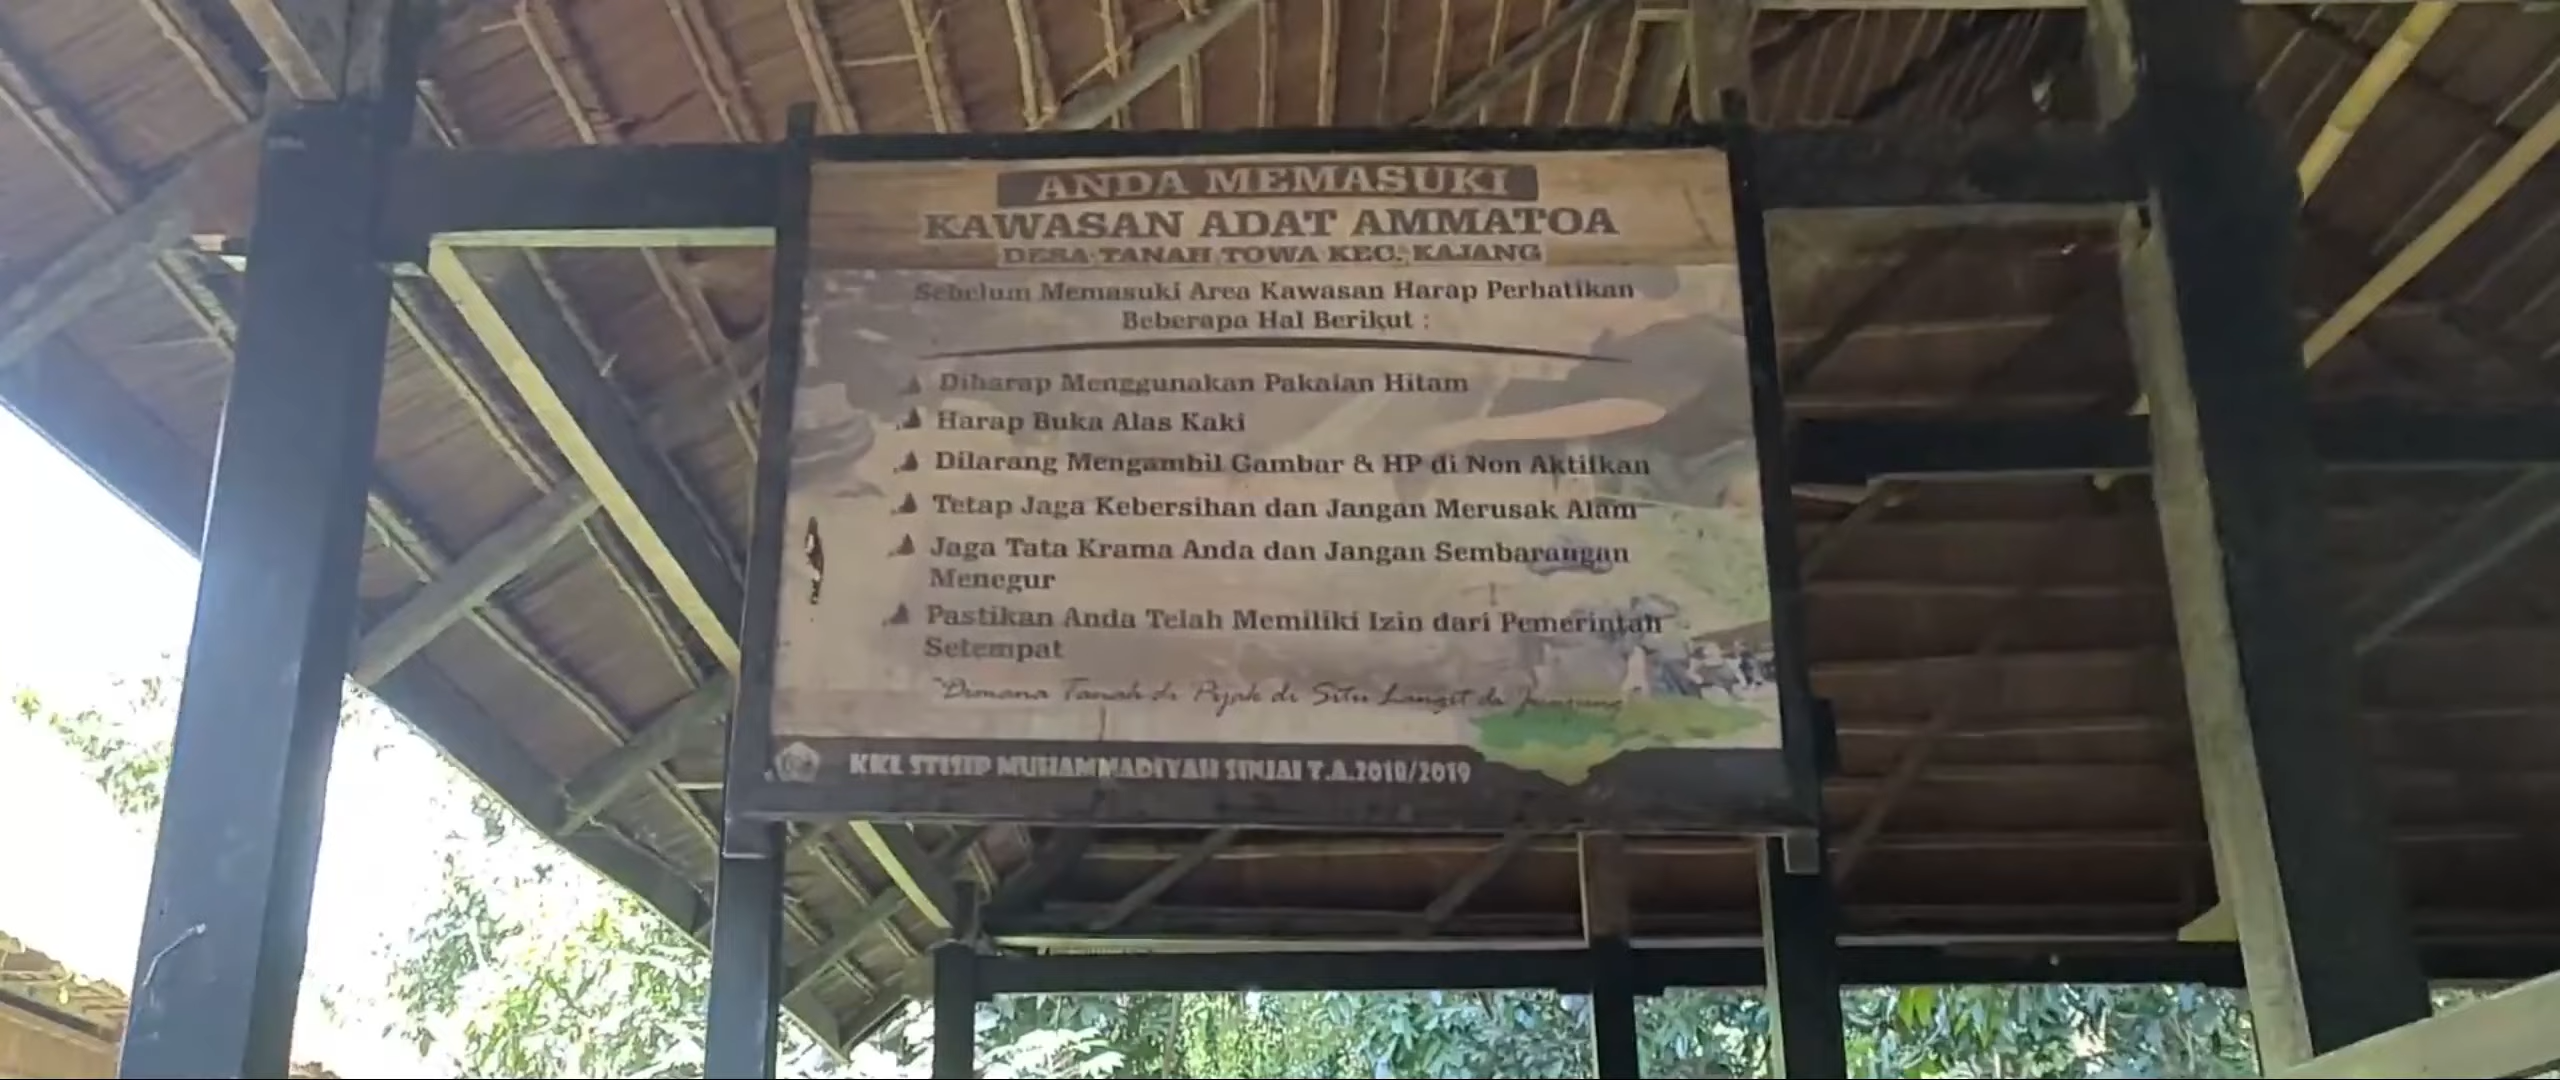 ANDA MEMASUKI
KAWASAN ADAT AMMATOA
DESA TANAH TOWA KEC. KAJANG
Sebelum Memasuki Area Kawasan Harap Perhatikan
Beberapa Hal Berikut :
Diharap Menggunakan Pakaian Hitam
Harap Buka Alas Kaki
Dilarang Mengambil Gambar & HP di Non Aktifkan
Tetap Jaga Kebersihan dan Jangan Merusak Alam
Jaga Tata Krama Anda dan Jangan Sembarangan
Menegur
Pastikan Anda Telah Memiliki Izin dari Pemerintah
Setempat
"Dimana Tanah di Pijak di Situ Langit di Junjung"
KKL STISIP MUHAMMADIYAH SINJAI T.A.2018/2019